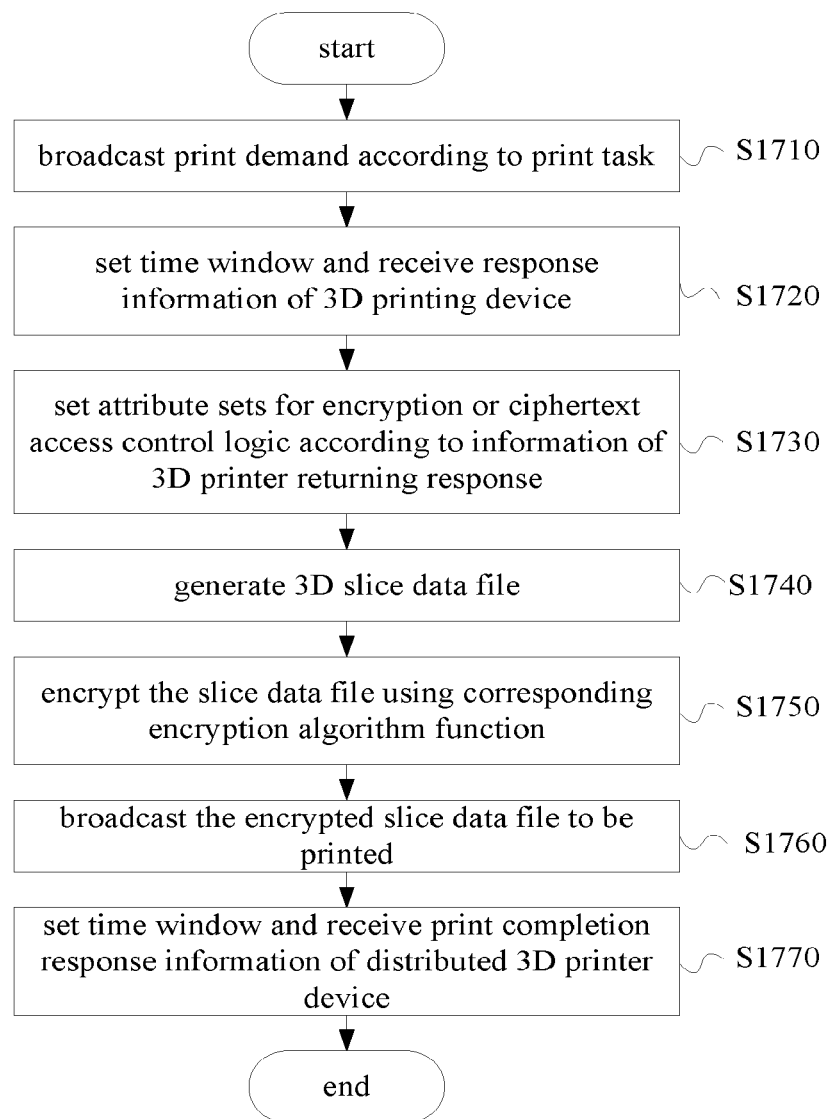 start
broadcast print demand according to print task
S1710
set time window and receive response
information of 3D printing device
S1720
set attribute sets for encryption or ciphertext
access control logic according to information of
3D printer returning response
S1730
generate 3D slice data file
S1740
encrypt the slice data file using corresponding
encryption algorithm function
S1750
broadcast the encrypted slice data file to be
printed
S1760
set time window and receive print completion
response information of distributed 3D printer
device
S1770
end